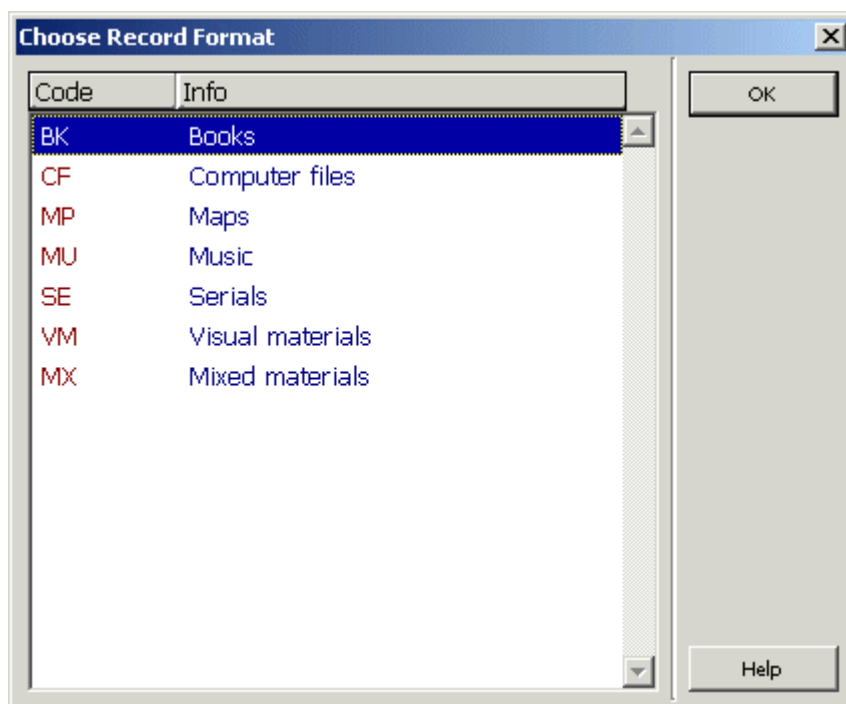 Choose Record Format
Code Info
OK
BK Books
CF Computer files
MP Maps
MU Music
SE Serials
VM Visual materials
MX Mixed materials
Help